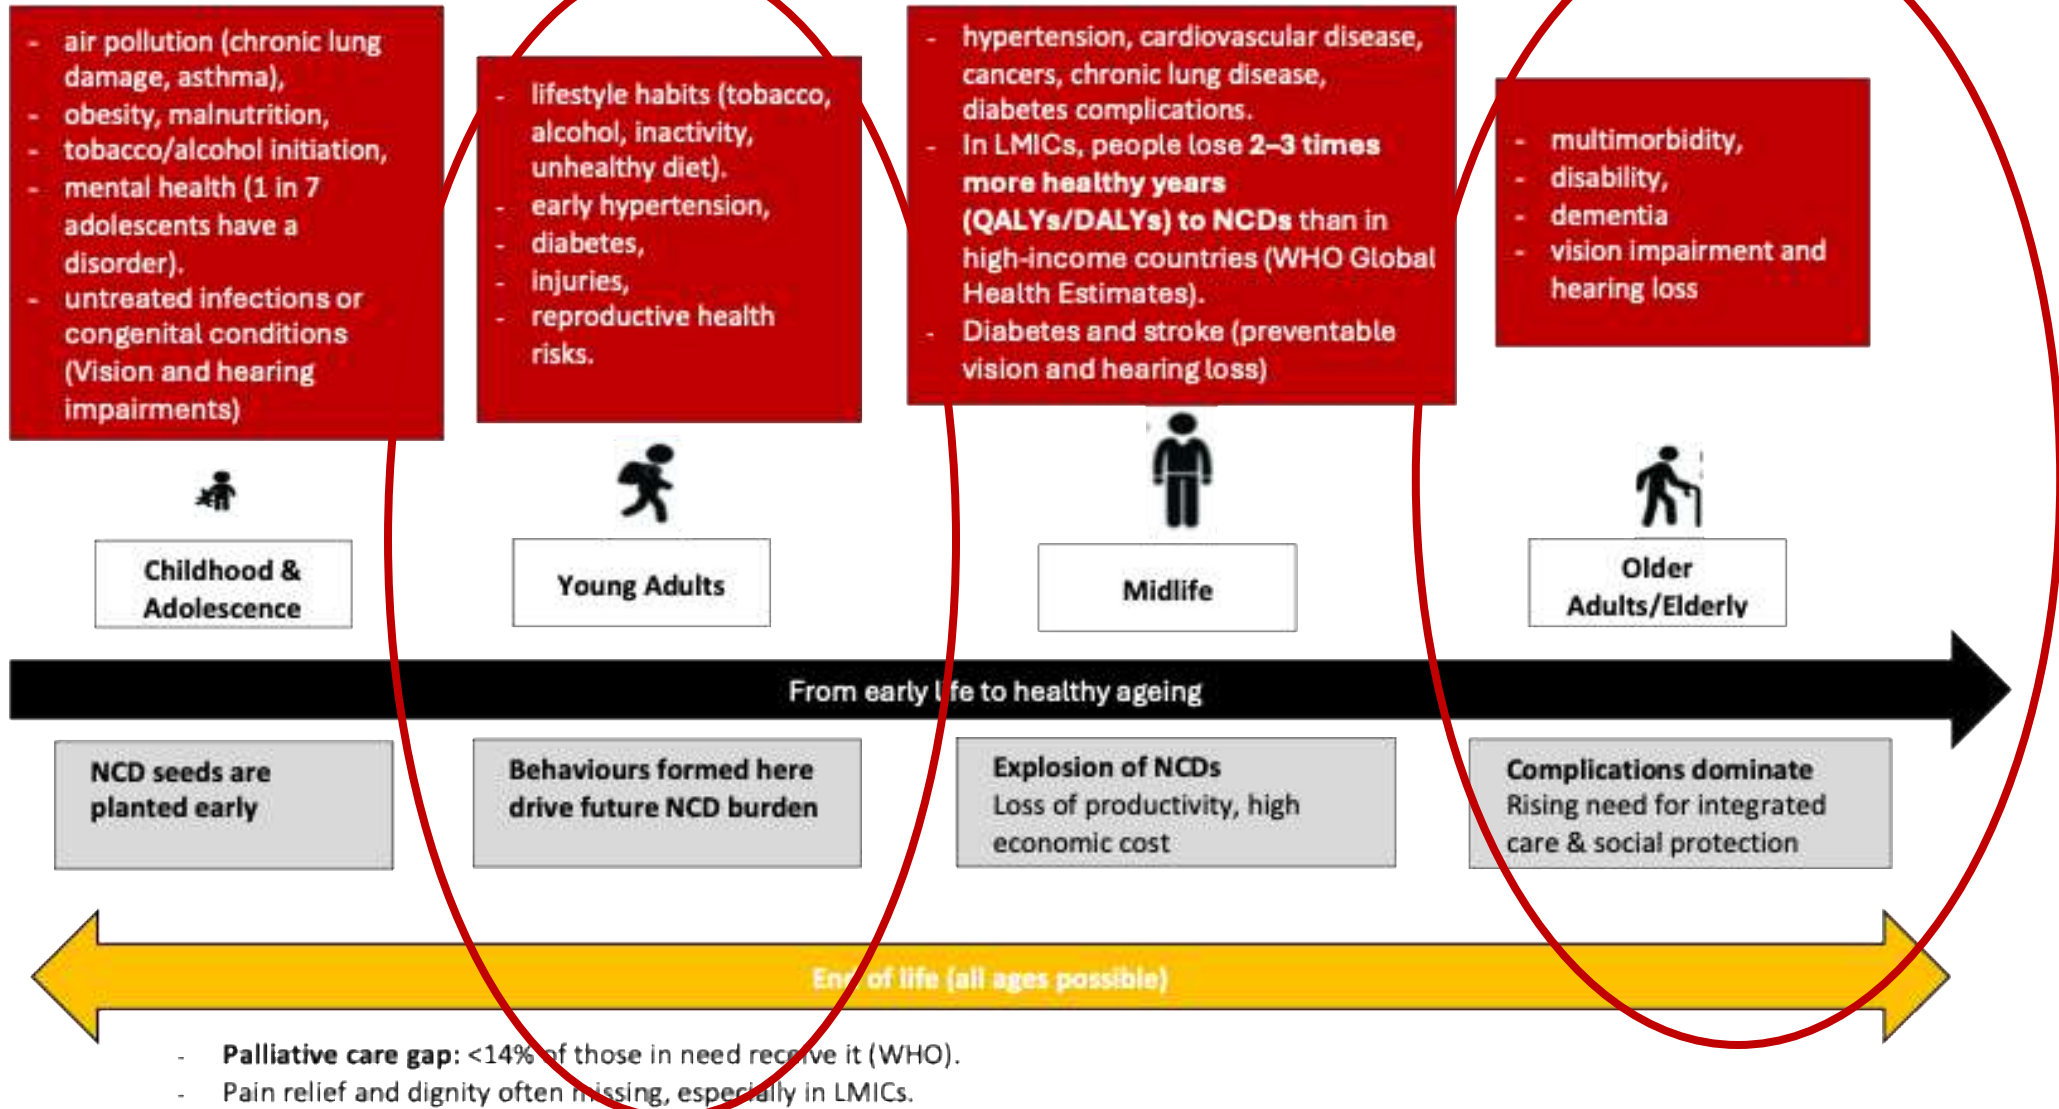 - air pollution (chronic lung
damage, asthma),
- obesity, malnutrition,
- tobacco/alcohol initiation,
- mental health (1 in 7
adolescents have a
disorder).
- untreated infections or
congenital conditions
(Vision and hearing
impairments)
- lifestyle habits (tobacco,
alcohol, inactivity,
unhealthy diet).
- early hypertension,
- diabetes,
- injuries,
- reproductive health
risks.
- hypertension, cardiovascular disease,
cancers, chronic lung disease,
diabetes complications.
- In LMICs, people lose 2–3 times
more healthy years
(QALYs/DALYs) to NCDs than in
high-income countries (WHO Global
Health Estimates).
- Diabetes and stroke (preventable
vision and hearing loss)
- multimorbidity,
- disability,
- dementia
- vision impairment and
hearing loss
Childhood &
Adolescence
Young Adults
Midlife
Older
Adults/Elderly
From early life to healthy ageing
NCD seeds are
planted early
Behaviours formed here
drive future NCD burden
Explosion of NCDs
Loss of productivity, high
economic cost
Complications dominate
Rising need for integrated
care & social protection
End of life (all ages possible)
- Palliative care gap: <14% of those in need receive it (WHO).
- Pain relief and dignity often missing, especially in LMICs.